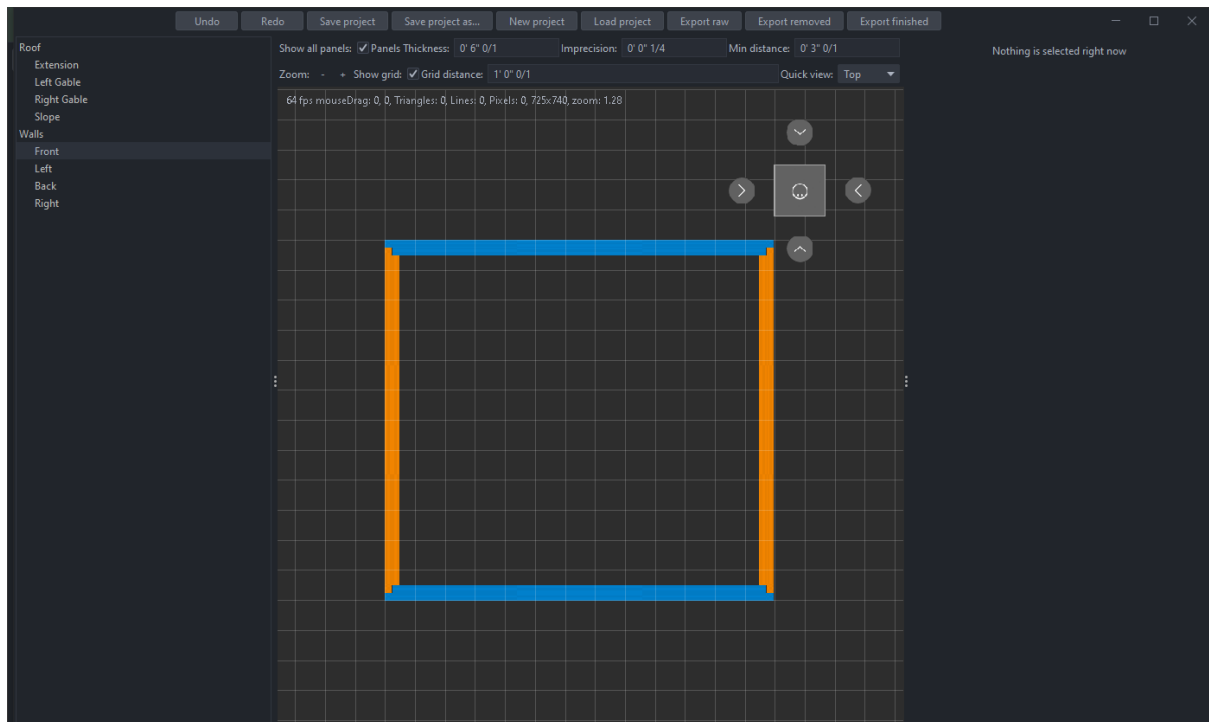 Undo Redo Save project Save project as... New project Load project Export raw Export removed Export finished
Roof
Extension
Left Gable
Right Gable
Slope
Walls
Front
Left
Back
Right
Show all panels: Panels Thickness: 0' 6" 0/1 Imprecision: 0' 0" 1/4 Min distance: 0' 3" 0/1
Zoom: - + Show grid: Grid distance: 1' 0" 0/1 Quick view: Top
64 fps mouseDrag: 0, 0, Triangles: 0, Lines: 0, Pixels: 0, 725x740, zoom: 1.28
Nothing is selected right now